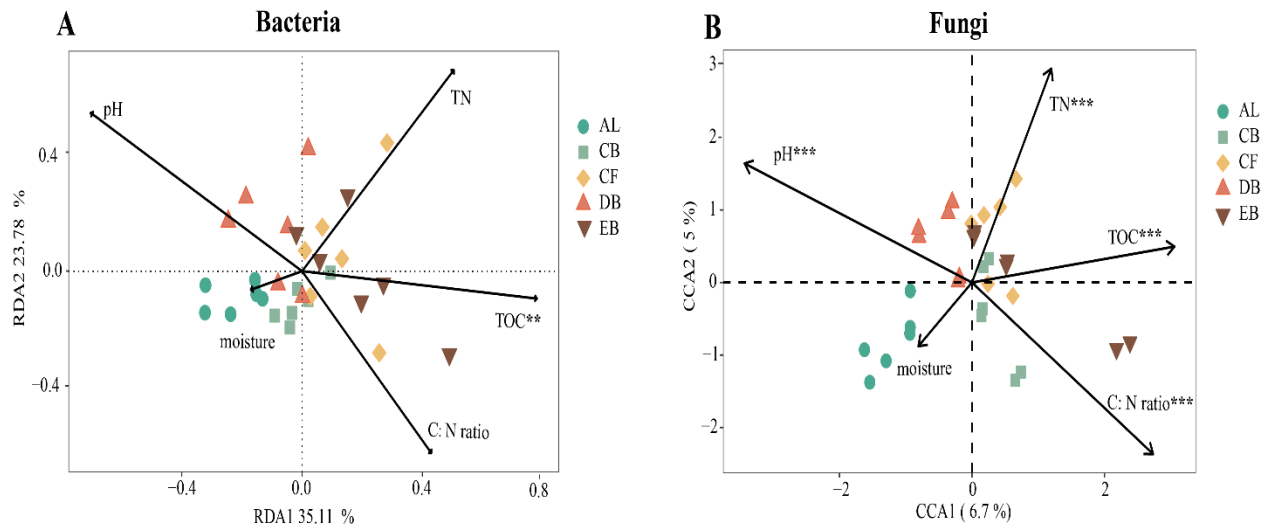 A
Bacteria
pH
TN
moisture
TOC**
C: N ratio
0.4
0.0
−0.4
−0.4
0.0
0.4
0.8
RDA2 23.78 %
RDA1 35.11 %
AL
CB
CF
DB
EB
B
Fungi
TN***
pH***
TOC***
moisture
C: N ratio***
3
2
1
0
−1
−2
−2
0
2
CCA2 ( 5 %)
CCA1 ( 6.7 %)
AL
CB
CF
DB
EB